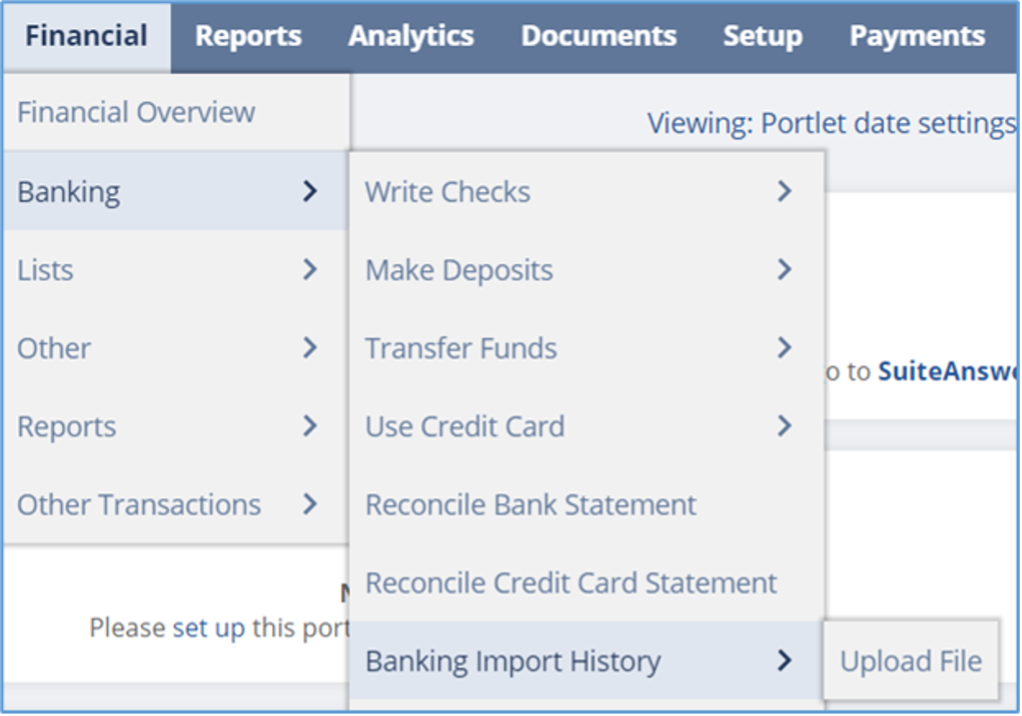 Financial Reports Analytics Documents Setup Payments
Financial Overview
Viewing: Portlet date settings
Banking
Lists
Other
Reports
Other Transactions
Write Checks
Make Deposits
Transfer Funds
Use Credit Card
Reconcile Bank Statement
Reconcile Credit Card Statement
Banking Import History
Upload File
to
Please set up this